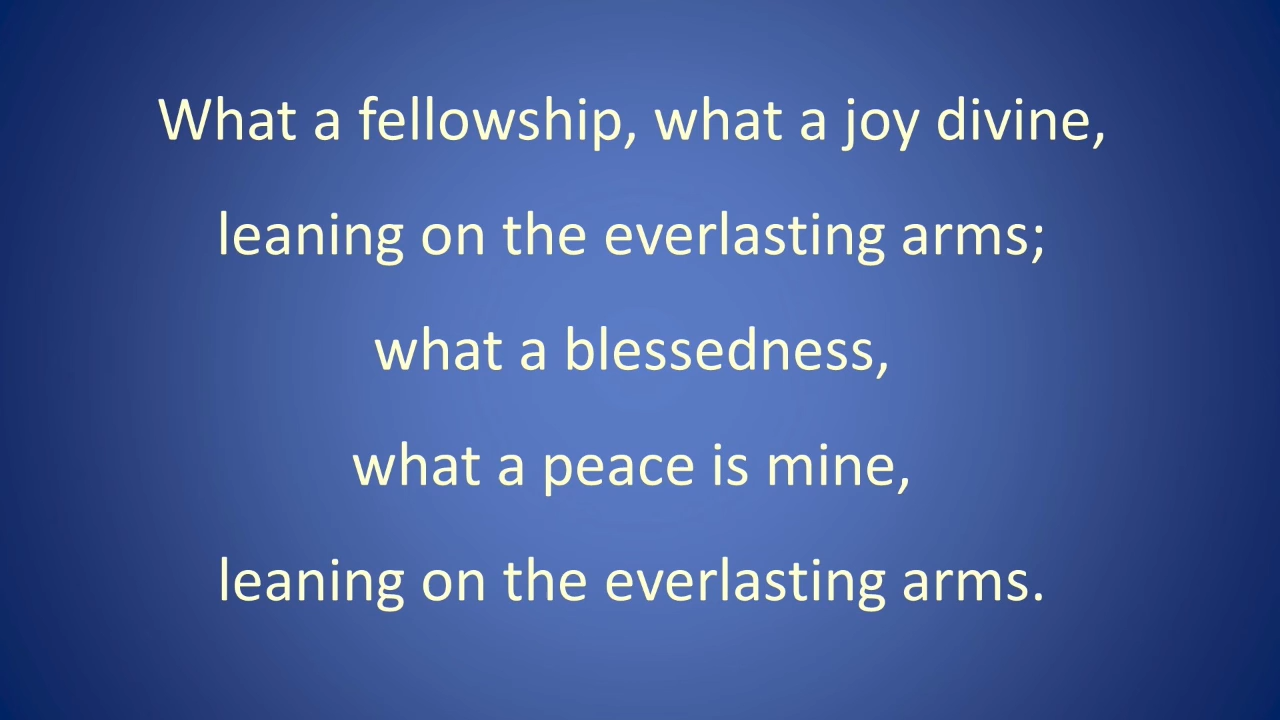 What a fellowship, what a joy divine,
leaning on the everlasting arms;
what a blessedness,
what a peace is mine,
leaning on the everlasting arms.